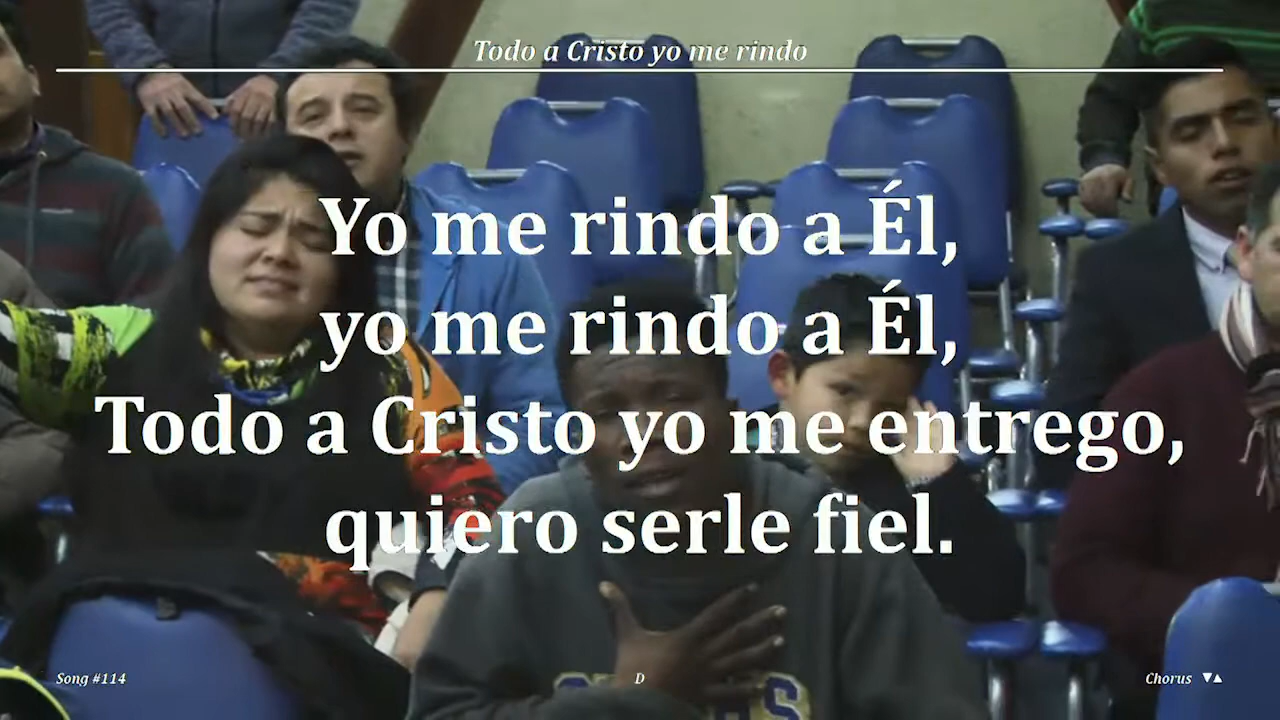 Todo a Cristo yo me rindo
Yo me rindo a Él,
yo me rindo a Él,
Todo a Cristo yo me entrego,
quiero serle fiel.
Song #114
D
Chorus ▼▲